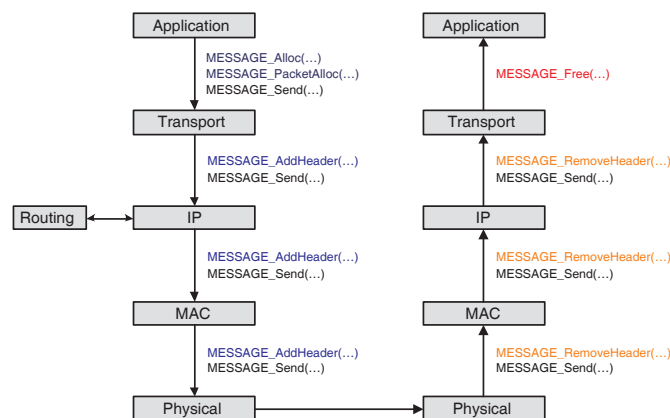 Application
MESSAGE_Alloc(…)
MESSAGE_PacketAlloc(…)
MESSAGE_Send(…)
Transport
MESSAGE_AddHeader(…)
MESSAGE_Send(…)
Routing
IP
MESSAGE_AddHeader(…)
MESSAGE_Send(…)
MAC
MESSAGE_AddHeader(…)
MESSAGE_Send(…)
Physical
Application
MESSAGE_Free(…)
Transport
MESSAGE_RemoveHeader(…)
MESSAGE_Send(…)
IP
MESSAGE_RemoveHeader(…)
MESSAGE_Send(…)
MAC
MESSAGE_RemoveHeader(…)
MESSAGE_Send(…)
Physical